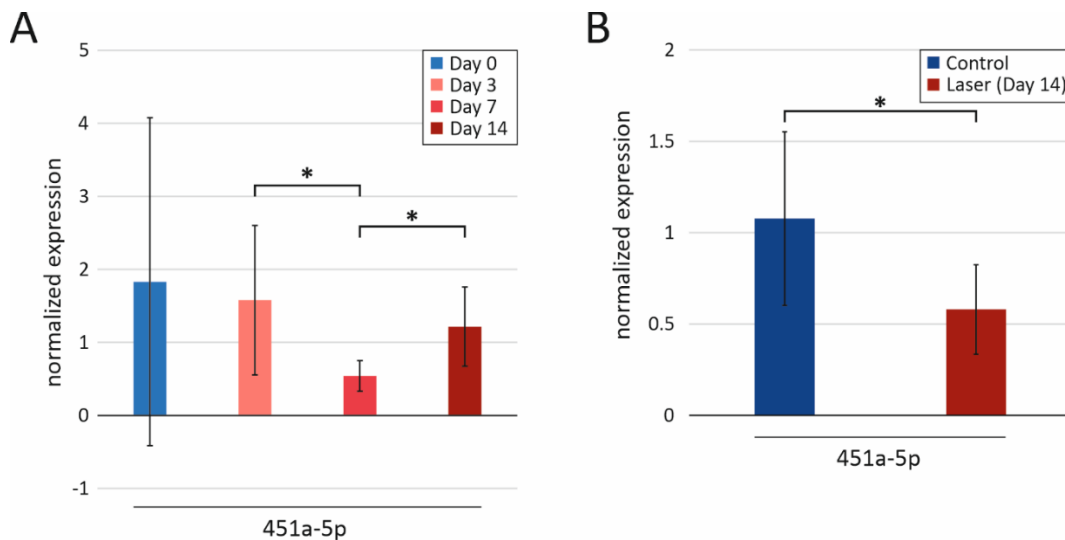 A
5
4
3
2
1
0
-1
normalized expression
Day 0
Day 3
Day 7
Day 14
*
*
451a-5p
B
2
1.5
1
0.5
0
normalized expression
Control
Laser (Day 14)
*
451a-5p